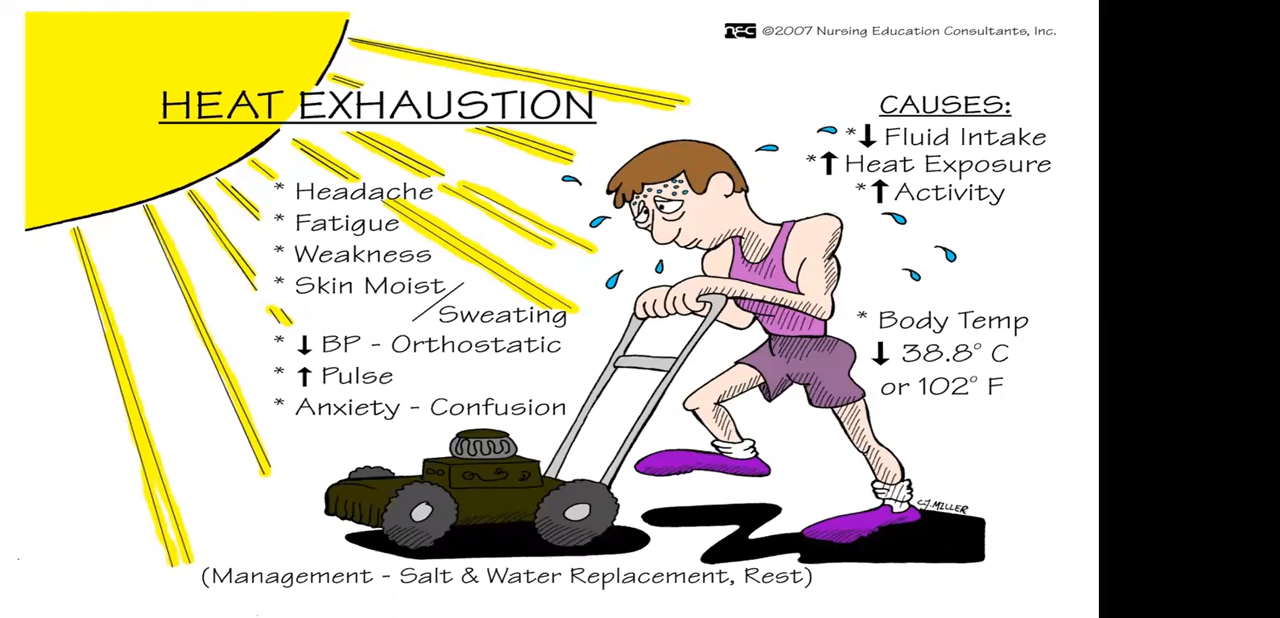 NEC ©2007 Nursing Education Consultants, Inc.
HEAT EXHAUSTION
* Headache
* Fatigue
* Weakness
* Skin Moist/
Sweating
* ↓ BP - Orthostatic
* ↑ Pulse
* Anxiety - Confusion
CAUSES:
* ↓ Fluid Intake
* ↑ Heat Exposure
* ↑ Activity
* Body Temp
↓ 38.8° C
or 102° F
C.J. MILLER
(Management - Salt & Water Replacement, Rest)